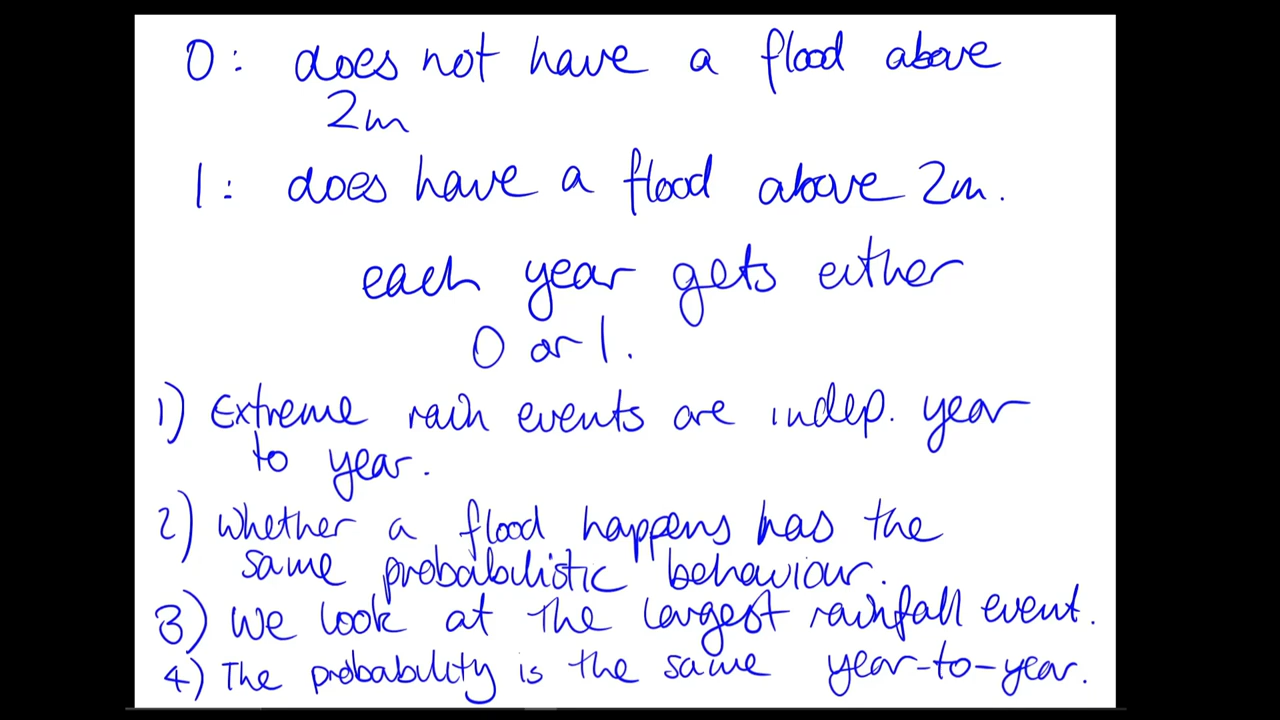 0: does not have a flood above
2m
1: does have a flood above 2m.
each year gets either
0 or 1.
1) Extreme rain events are indep. year
to year.
2) Whether a flood happens has the
same probabilistic behaviour.
3) We look at the largest rainfall event.
4) The probability is the same year-to-year.